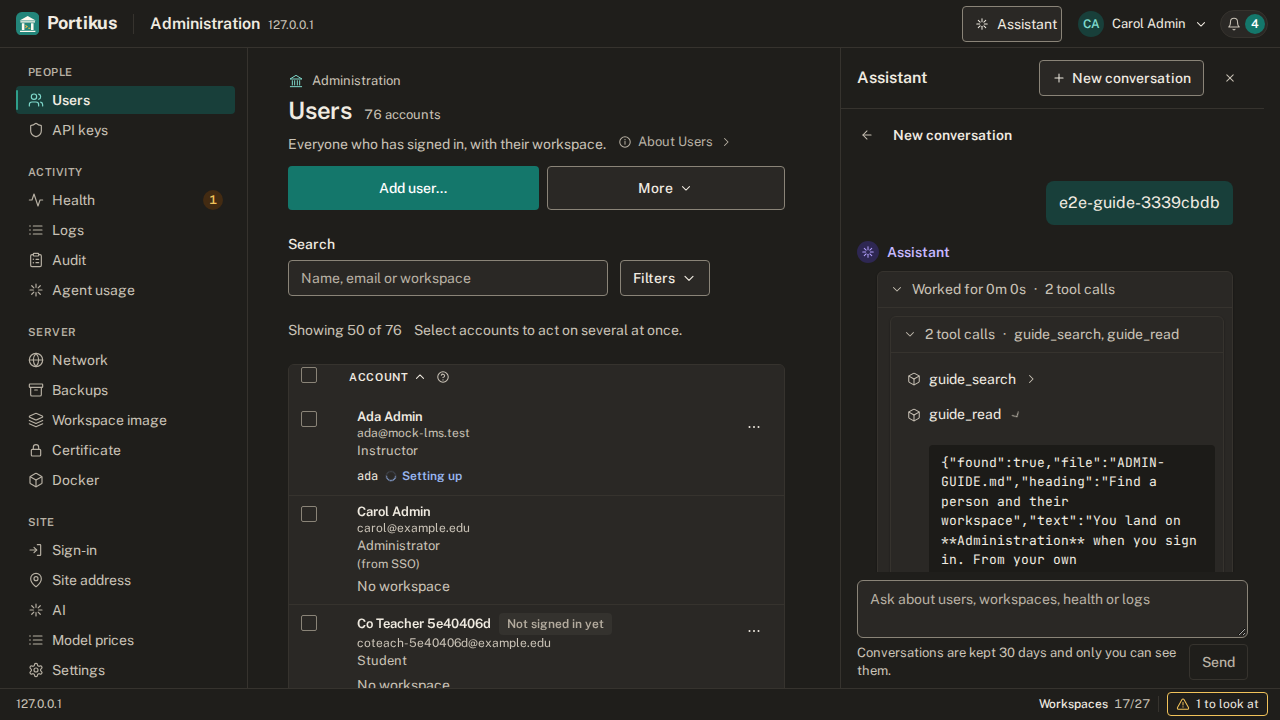 Portikus
Administration 127.0.0.1
Assistant
CA Carol Admin
4
PEOPLE
Users
API keys
ACTIVITY
Health 1
Logs
Audit
Agent usage
SERVER
Network
Backups
Workspace image
Certificate
Docker
SITE
Sign-in
Site address
AI
Model prices
Settings
Administration
Users 76 accounts
Everyone who has signed in, with their workspace. About Users
Add user...
More
Search
Name, email or workspace
Filters
Showing 50 of 76 Select accounts to act on several at once.
ACCOUNT
Ada Admin
ada@mock-lms.test
Instructor
ada Setting up
Carol Admin
carol@example.edu
Administrator
(from SSO)
No workspace
Co Teacher 5e40406d Not signed in yet
coteach-5e40406d@example.edu
Student
No workspace
Assistant
New conversation
New conversation
e2e-guide-3339cbdb
Assistant
Worked for 0m 0s · 2 tool calls
2 tool calls · guide_search, guide_read
guide_search
guide_read
{"found":true,"file":"ADMIN-
GUIDE.md","heading":"Find a
person and their
workspace","text":"You land on
**Administration** when you sign
in. From your own
Ask about users, workspaces, health or logs
Conversations are kept 30 days and only you can see
them.
Send
127.0.0.1
Workspaces 17/27
1 to look at